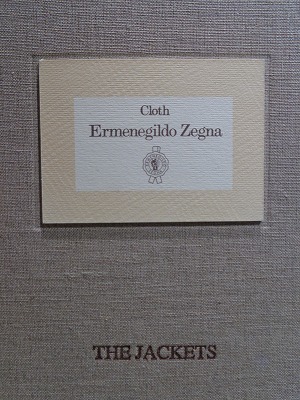 Cloth
Ermenegildo Zegna
THE JACKETS